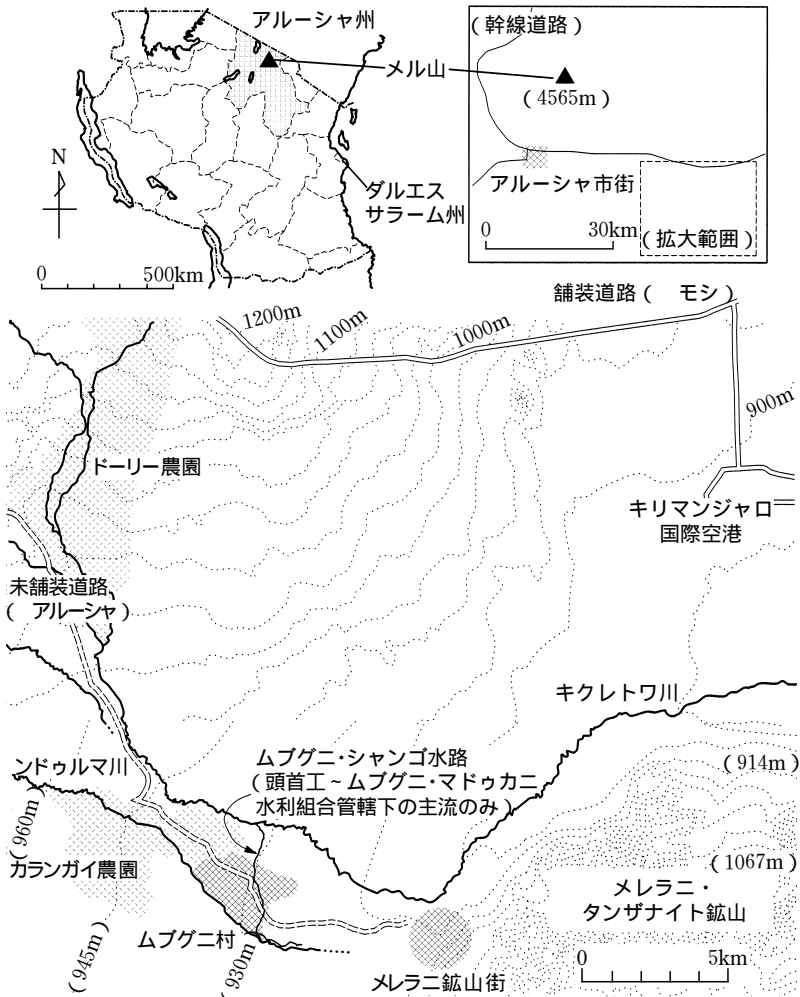 アルーシャ州
メル山
N
ダルエス
サラーム州
0 500km
(幹線道路)
(4565m)
アルーシャ市街
0 30km
(拡大範囲)
舗装道路( モシ)
1200m
1100m
1000m
900m
ドーリー農園
キリマンジャロ
国際空港
未舗装道路
( アルーシャ)
キクレトワ川
ンドゥルマ川
ムブグニ・シャンゴ水路
(頭首工~ムブグニ・マドゥカニ
水利組合管轄下の主流のみ)
(914m)
(960m)
カランガイ農園
(1067m)
メレラニ・
タンザナイト鉱山
ムブグニ村
(945m)
(930m)
メレラニ鉱山街
0 5km